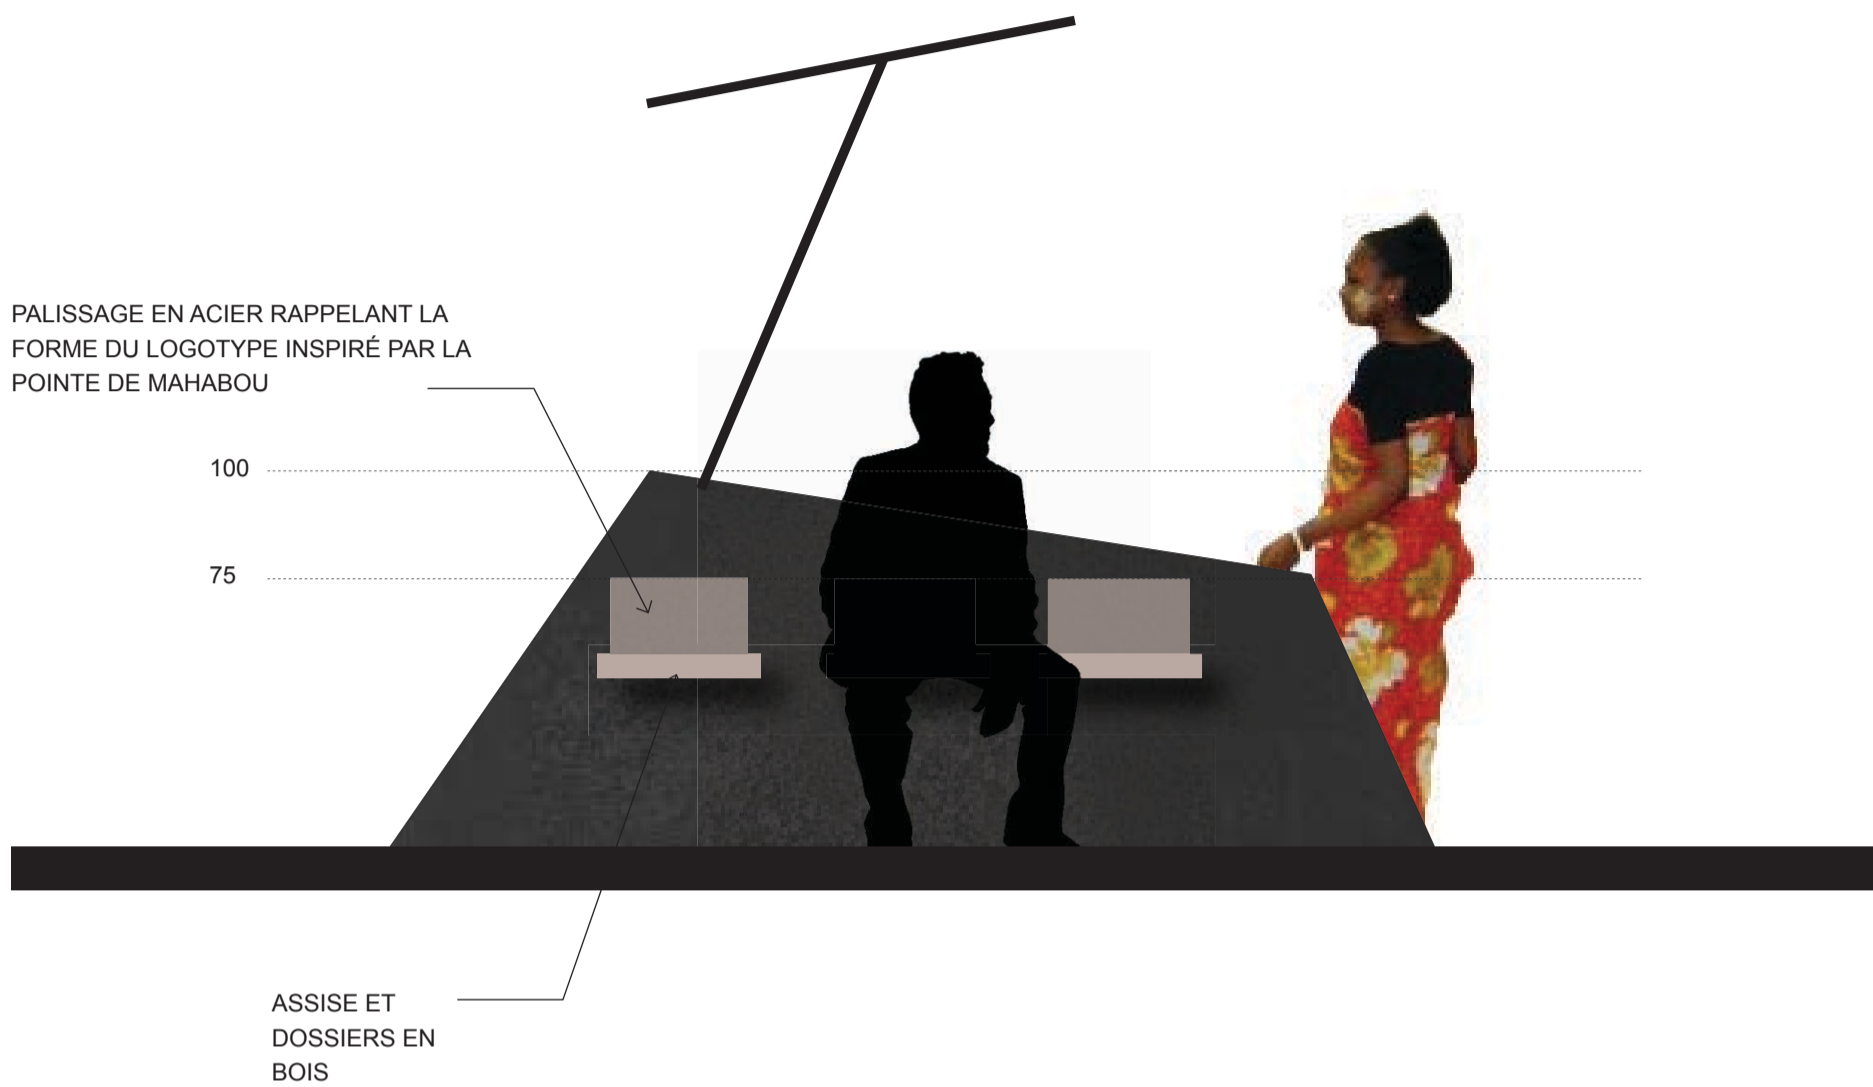 PALISSAGE EN ACIER RAPPELANT LA
FORME DU LOGOTYPE INSPIRÉ PAR LA
POINTE DE MAHABOU
100
75
ASSISE ET
DOSSIERS EN
BOIS